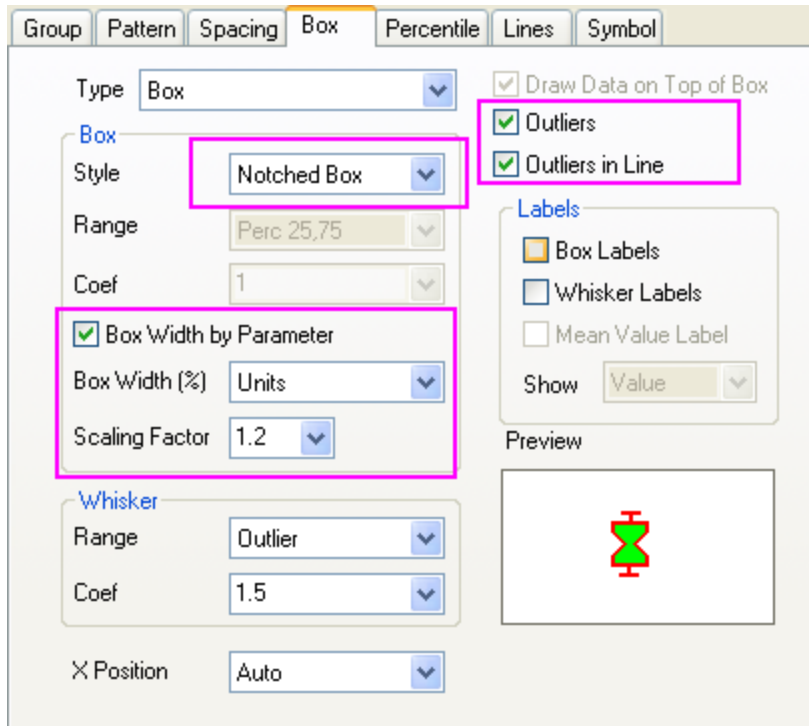 Group Pattern Spacing Box Percentile Lines Symbol
Type Box
Box
Style Notched Box
Range Perc 25,75
Coef 1
Box Width by Parameter
Box Width (%) Units
Scaling Factor 1.2
Whisker
Range Outlier
Coef 1.5
X Position Auto
Draw Data on Top of Box
Outliers
Outliers in Line
Labels
Box Labels
Whisker Labels
Mean Value Label
Show Value
Preview